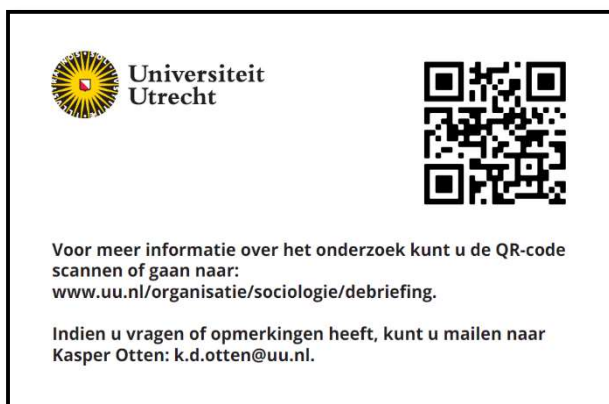 Universiteit
Utrecht
Voor meer informatie over het onderzoek kunt u de QR-code
scannen of gaan naar:
www.uu.nl/organisatie/sociologie/debriefing.
Indien u vragen of opmerkingen heeft, kunt u mailen naar
Kasper Otten: k.d.otten@uu.nl.